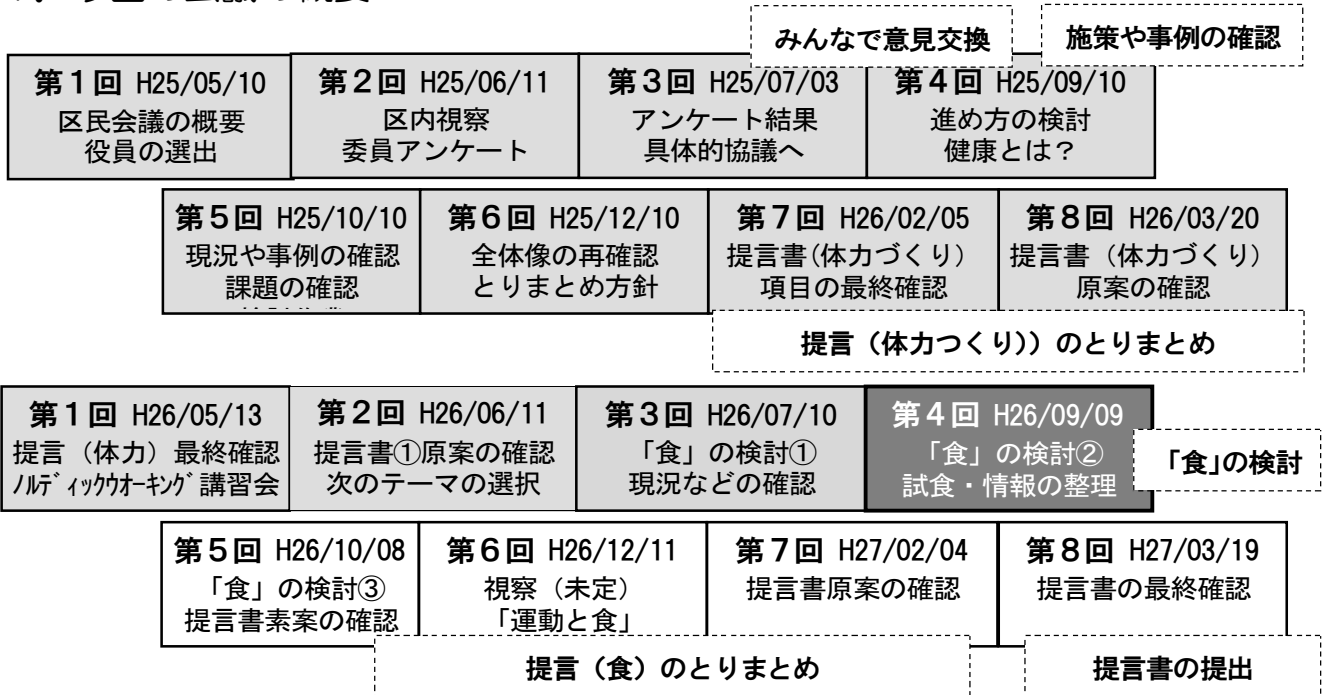 みんなで意見交換
施策や事例の確認
第1回 H25/05/10
区民会議の概要
役員の選出
第2回 H25/06/11
区内視察
委員アンケート
第3回 H25/07/03
アンケート結果
具体的協議へ
第4回 H25/09/10
進め方の検討
健康とは？
第5回 H25/10/10
現況や事例の確認
課題の確認
第6回 H25/12/10
全体像の再確認
とりまとめ方針
第7回 H26/02/05
提言書(体力づくり)
項目の最終確認
第8回 H26/03/20
提言書（体力づくり）
原案の確認
提言（体力つくり））のとりまとめ
第1回 H26/05/13
提言（体力）最終確認
ﾉﾙﾃﾞｨｯｸｳｵｰｷﾝｸﾞ講習会
第2回 H26/06/11
提言書①原案の確認
次のテーマの選択
第3回 H26/07/10
「食」の検討①
現況などの確認
第4回 H26/09/09
「食」の検討②
試食・情報の整理
「食」の検討
第5回 H26/10/08
「食」の検討③
提言書素案の確認
第6回 H26/12/11
視察（未定）
「運動と食」
第7回 H27/02/04
提言書原案の確認
第8回 H27/03/19
提言書の最終確認
提言（食）のとりまとめ
提言書の提出